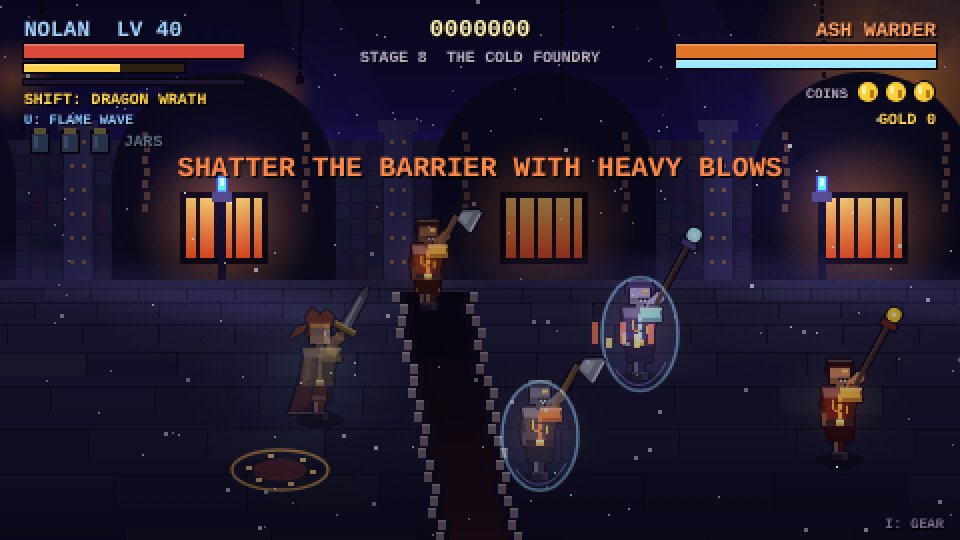 NOLAN  LV 40
0000000
ASH WARDER
STAGE 8  THE COLD FOUNDRY
COINS
SHIFT: DRAGON WRATH
U: FLAME WAVE
GOLD 0
JARS
SHATTER THE BARRIER WITH HEAVY BLOWS
I: GEAR